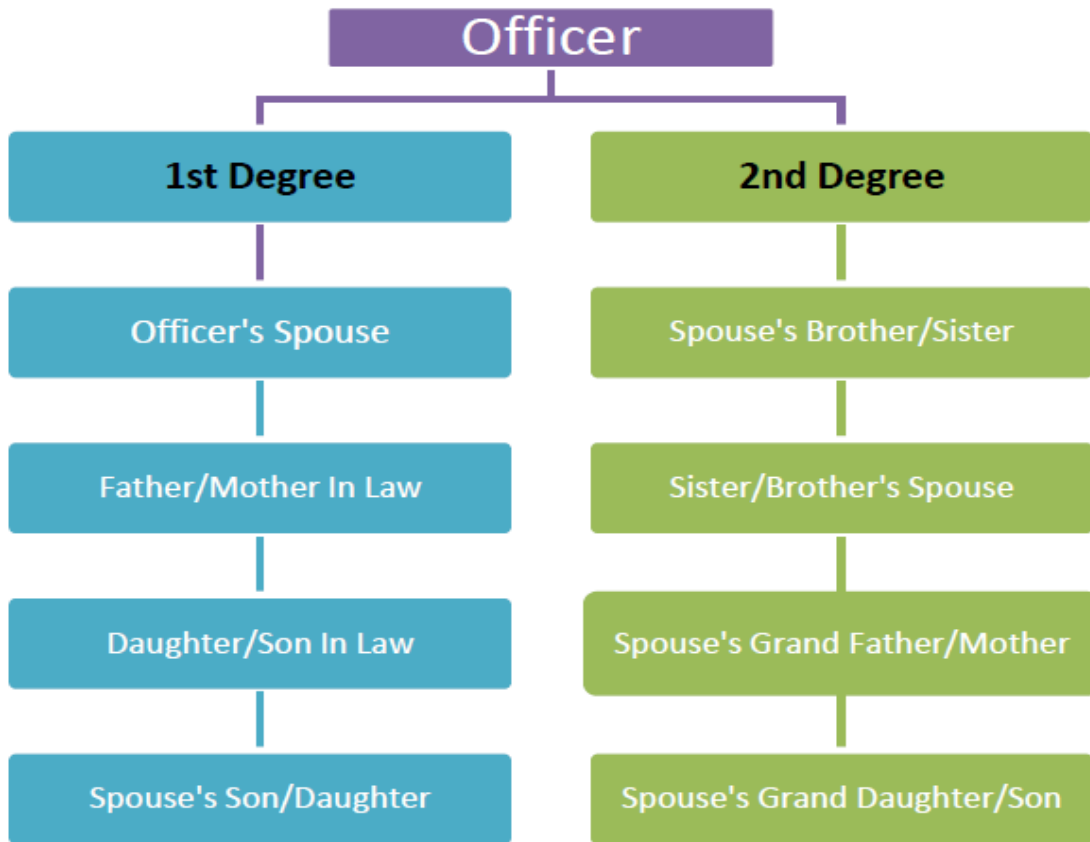 Officer
1st Degree
2nd Degree
Officer's Spouse
Spouse's Brother/Sister
Father/Mother In Law
Sister/Brother's Spouse
Daughter/Son In Law
Spouse's Grand Father/Mother
Spouse's Son/Daughter
Spouse's Grand Daughter/Son